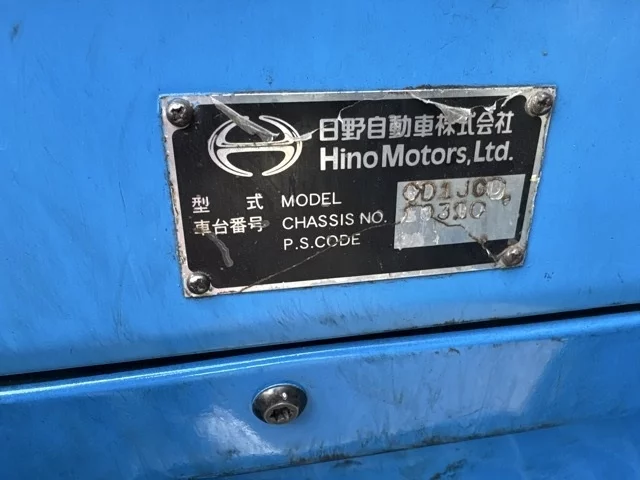 日野自動車株式会社
Hino Motors, Ltd.
型 式 MODEL
車台番号 CHASSIS NO.
P.S.CODE